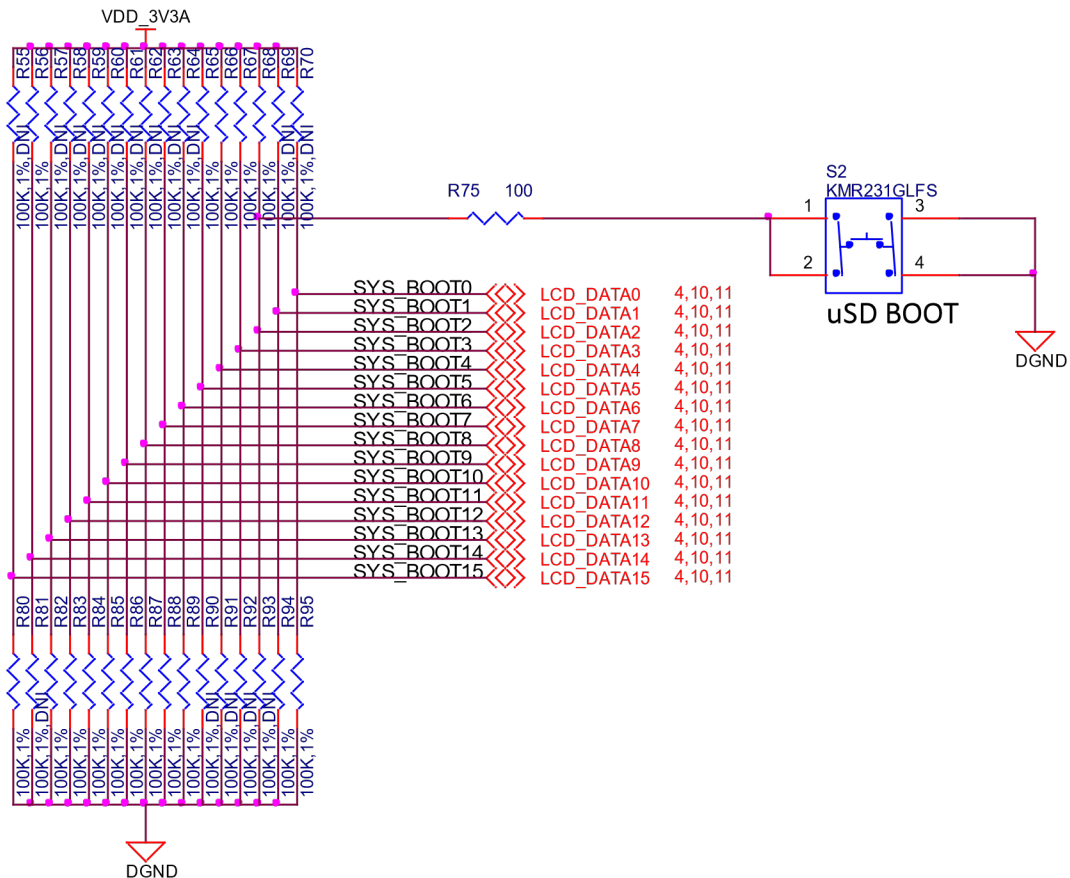 VDD_3V3A
R55
R56
R57
R58
R59
R60
R61
R62
R63
R64
R65
R66
R67
R68
R69
R70
100K,1%,DNI
100K,1%
100K,1%,DNI
100K,1%,DNI
100K,1%,DNI
100K,1%,DNI
100K,1%,DNI
100K,1%,DNI
100K,1%,DNI
100K,1%,DNI
100K,1%
100K,1%
100K,1%
100K,1%
100K,1%,DNI
100K,1%,DNI
R75 100
S2
KMR231GLFS
1 3
2 4
uSD BOOT
DGND
SYS_BOOT0 LCD_DATA0 4,10,11
SYS_BOOT1 LCD_DATA1 4,10,11
SYS_BOOT2 LCD_DATA2 4,10,11
SYS_BOOT3 LCD_DATA3 4,10,11
SYS_BOOT4 LCD_DATA4 4,10,11
SYS_BOOT5 LCD_DATA5 4,10,11
SYS_BOOT6 LCD_DATA6 4,10,11
SYS_BOOT7 LCD_DATA7 4,10,11
SYS_BOOT8 LCD_DATA8 4,10,11
SYS_BOOT9 LCD_DATA9 4,10,11
SYS_BOOT10 LCD_DATA10 4,10,11
SYS_BOOT11 LCD_DATA11 4,10,11
SYS_BOOT12 LCD_DATA12 4,10,11
SYS_BOOT13 LCD_DATA13 4,10,11
SYS_BOOT14 LCD_DATA14 4,10,11
SYS_BOOT15 LCD_DATA15 4,10,11
R80
R81
R82
R83
R84
R85
R86
R87
R88
R89
R90
R91
R92
R93
R94
R95
100K,1%
100K,1%,DNI
100K,1%
100K,1%
100K,1%
100K,1%
100K,1%
100K,1%
100K,1%
100K,1%
100K,1%,DNI
100K,1%,DNI
100K,1%,DNI
100K,1%,DNI
100K,1%
100K,1%
DGND